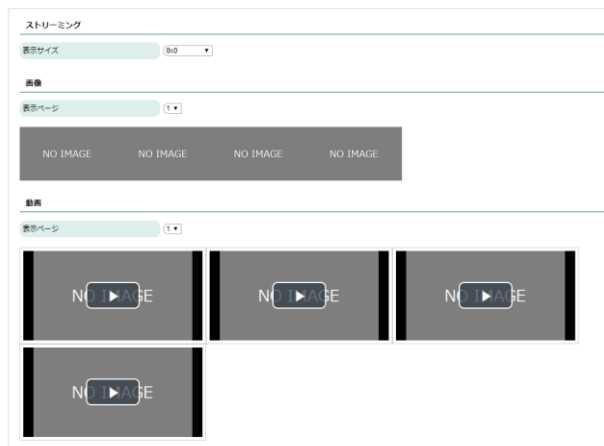 ストリーミング
表示サイズ 0x0
画像
表示ページ 1
NO IMAGE NO IMAGE NO IMAGE NO IMAGE
動画
表示ページ 1
NO IMAGE NO IMAGE NO IMAGE
NO IMAGE